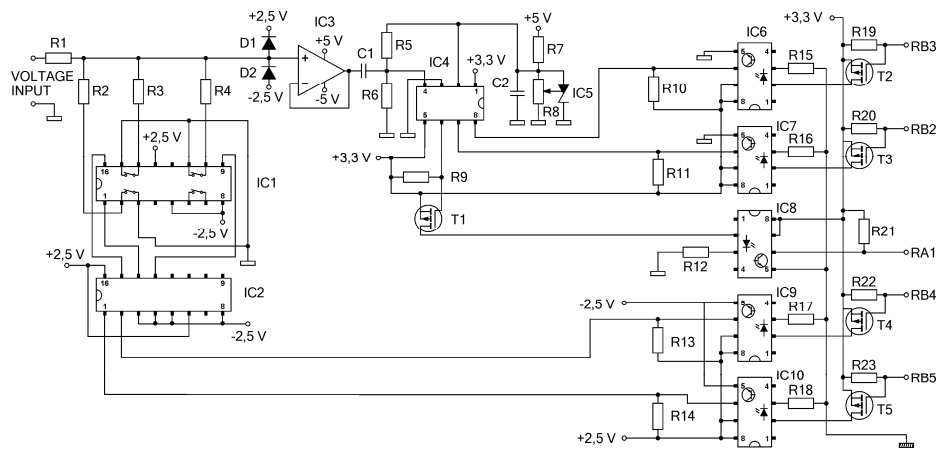 +2,5 V
IC3
+5 V
+3,3 V
R19
RB3
IC6
R1
D1
+5 V
C1
R5
IC4
+3,3 V
R7
5
4
R15
T2
VOLTAGE
INPUT
D2
+
-
-5 V
-2,5 V
R6
4
1
C2
R8
IC5
R10
8
1
R2
R3
R4
5
8
IC7
R20
RB2
+2,5 V
5
4
R16
T3
+3,3 V
R11
16
9
IC1
R9
8
1
1
8
T1
IC8
-2,5 V
1
8
R21
RA1
+2,5 V
R12
4
5
16
9
IC2
R22
RB4
-2,5 V
IC9
1
8
5
4
R17
T4
-2,5 V
R13
8
1
R23
RB5
IC10
5
4
R18
T5
R14
+2,5 V
8
1